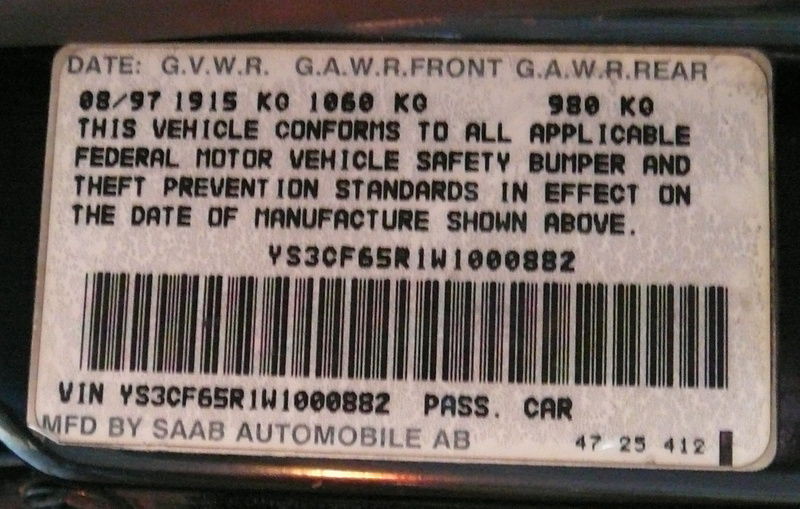 DATE: G.V.W.R. G.A.W.R.FRONT G.A.W.R.REAR
08/97 1915 KG 1060 KG 980 KG
THIS VEHICLE CONFORMS TO ALL APPLICABLE
FEDERAL MOTOR VEHICLE SAFETY BUMPER AND
THEFT PREVENTION STANDARDS IN EFFECT ON
THE DATE OF MANUFACTURE SHOWN ABOVE.
YS3CF65R1W1000882
VIN YS3CF65R1W1000882 PASS. CAR
MFD BY SAAB AUTOMOBILE AB 47 25 412